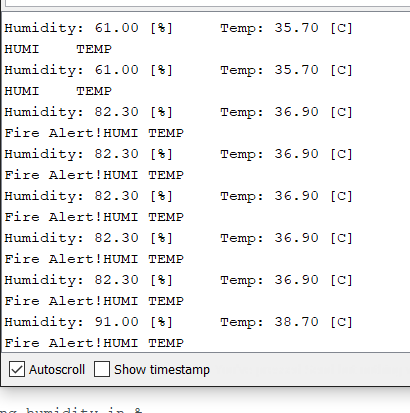 Humidity: 61.00 [%]	Temp: 35.70 [C]
HUMI	TEMP
Humidity: 61.00 [%]	Temp: 35.70 [C]
HUMI	TEMP
Humidity: 82.30 [%]	Temp: 36.90 [C]
Fire Alert!HUMI	TEMP
Humidity: 82.30 [%]	Temp: 36.90 [C]
Fire Alert!HUMI	TEMP
Humidity: 82.30 [%]	Temp: 36.90 [C]
Fire Alert!HUMI	TEMP
Humidity: 82.30 [%]	Temp: 36.90 [C]
Fire Alert!HUMI	TEMP
Humidity: 82.30 [%]	Temp: 36.90 [C]
Fire Alert!HUMI	TEMP
Humidity: 91.00 [%]	Temp: 38.70 [C]
Fire Alert!HUMI	TEMP
Autoscroll	Show timestamp
humidity in %